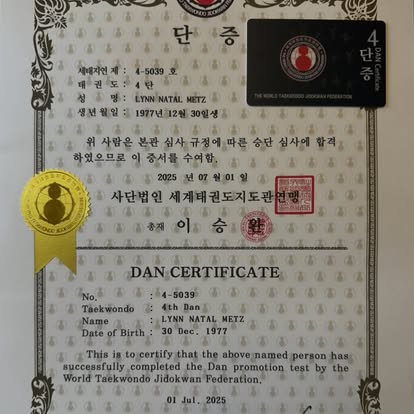 단 증
4 DAN Certificate
단증
THE WORLD TAEKWONDO JIDOKWAN FEDERATION
세태지연 제 : 4-5039 호
태 권 도 : 4 단
성 명 : LYNN NATAL METZ
생 년 월 일 : 1977년 12월 30일생
위 사람은 본관 심사 규정에 따른 승단 심사에 합격
하였으므로 이 증서를 수여함.
2025 년 07 월 01 일
사단법인 세계태권도지도관연맹
총재 이 승 완
DAN CERTIFICATE
No. : 4-5039
Taekwondo : 4th Dan
Name : LYNN NATAL METZ
Date of Birth : 30 Dec. 1977
This is to certify that the above named person has
successfully completed the Dan promotion test by the
World Taekwondo Jidokwan Federation.
01 Jul. 2025